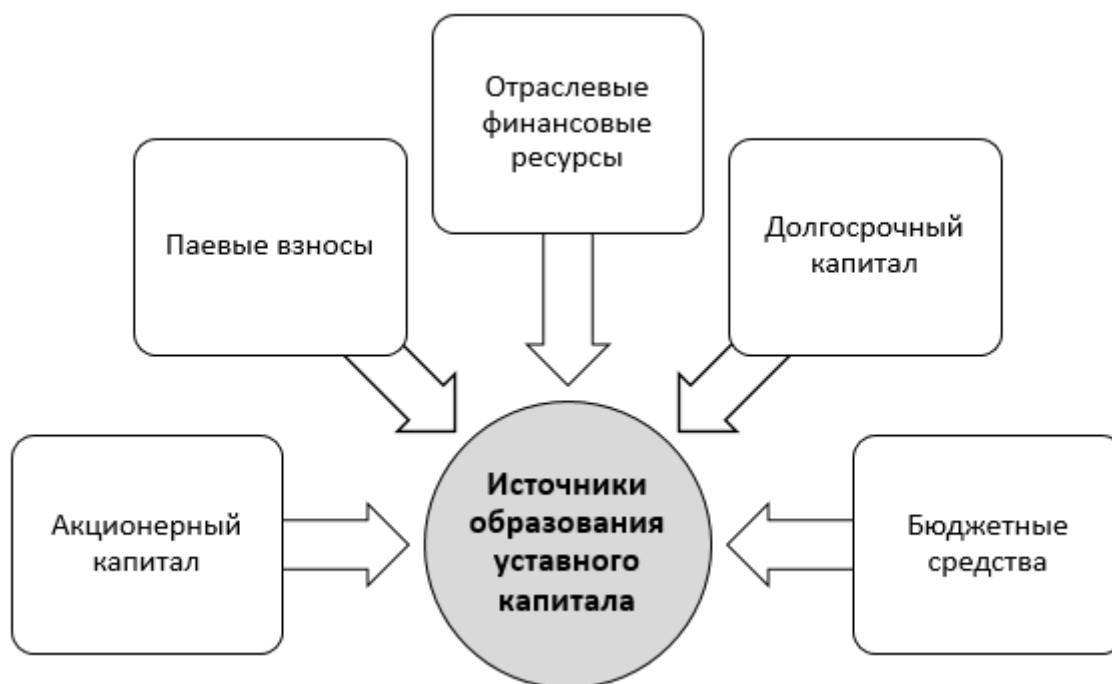 Отраслевые
финансовые
ресурсы
Паевые взносы
Долгосрочный
капитал
Акционерный
капитал
Источники
образования
уставного
капитала
Бюджетные
средства